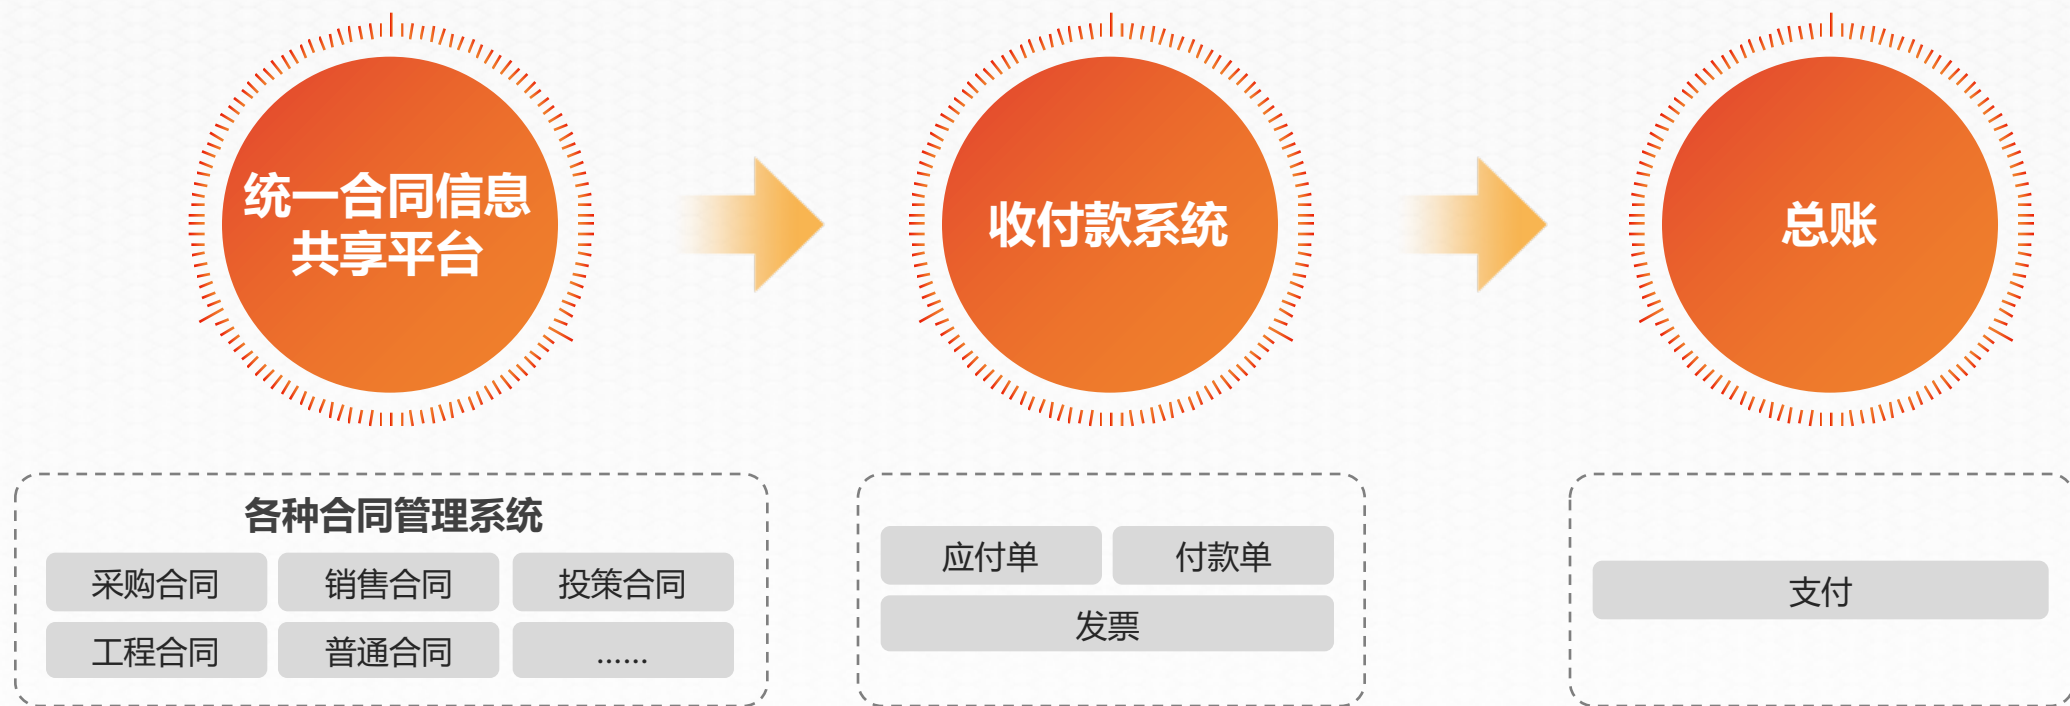 统一合同信息
共享平台
收付款系统
总账
各种合同管理系统
采购合同
销售合同
投策合同
工程合同
普通合同
……
应付单
付款单
发票
支付